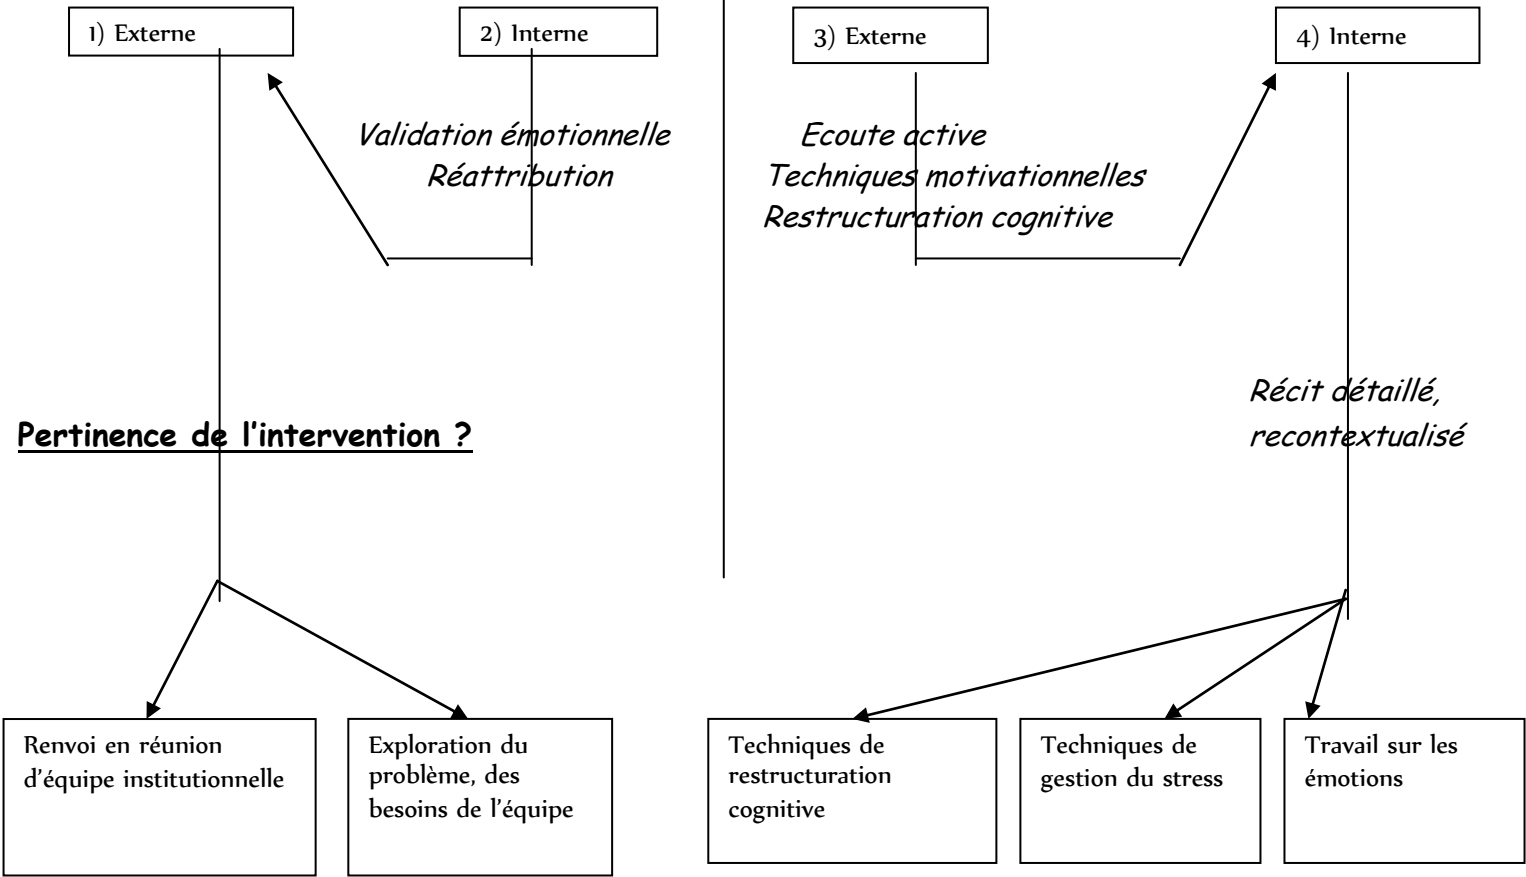 1) Externe
2) Interne
3) Externe
4) Interne
Validation émotionnelle
Réattribution
Ecoute active
Techniques motivationnelles
Restructuration cognitive
Récit détaillé,
recontextualisé
Pertinence de l'intervention ?
Renvoi en réunion
d'équipe institutionnelle
Exploration du
problème, des
besoins de l'équipe
Techniques de
restructuration
cognitive
Techniques de
gestion du stress
Travail sur les
émotions